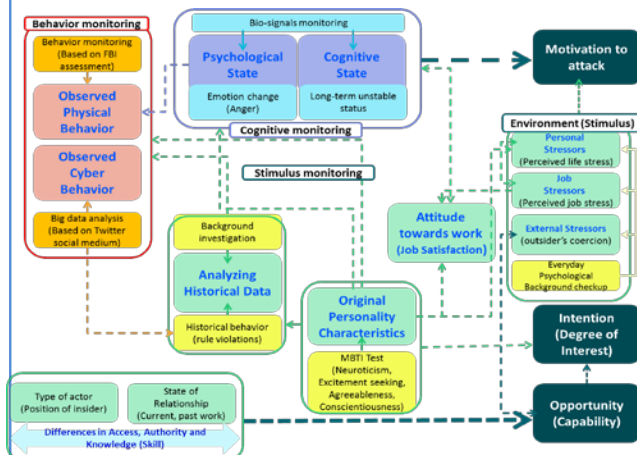 Behavior monitoring
Behavior monitoring
(Based on FBI
assessment)
Observed
Physical
Behavior
Observed
Cyber
Behavior
Big data analysis
(Based on Twitter
social medium)
Bio-signals monitoring
Psychological
State
Cognitive
State
Emotion change
(Anger)
Long-term unstable
status
Cognitive monitoring
Stimulus monitoring
Motivation to
attack
Environment (Stimulus)
Personal
Stressors
(Perceived life stress)
Job
Stressors
(Perceived job stress)
External Stressors
(outsider's coercion)
Everyday
Psychological
Background checkup
Attitude
towards work
(Job Satisfaction)
Background
investigation
Analyzing
Historical Data
Historical behavior
(rule violations)
Original
Personality
Characteristics
MBTI Test
(Neuroticism,
Excitement seeking,
Agreeableness,
Conscientiousness)
Intention
(Degree of
Interest)
Opportunity
(Capability)
Type of actor
(Position of insider)
State of
Relationship
(Current, past work)
Differences in Access, Authority and
Knowledge (Skill)